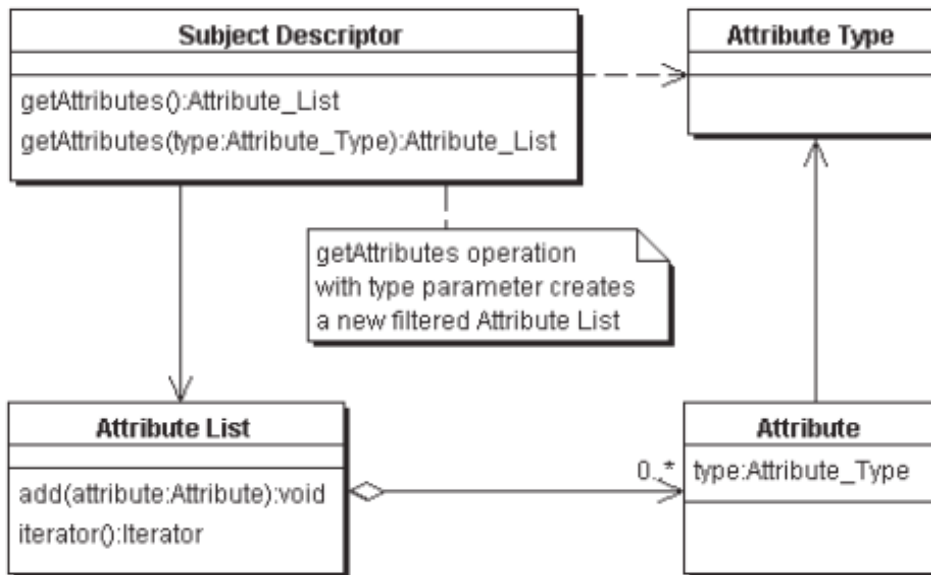 Subject Descriptor
getAttributes():Attribute_List
getAttributes(type:Attribute_Type):Attribute_List
Attribute Type
getAttributes operation
with type parameter creates
a new filtered Attribute List
Attribute List
add(attribute:Attribute):void
iterator():Iterator
0..*
Attribute
type:Attribute_Type